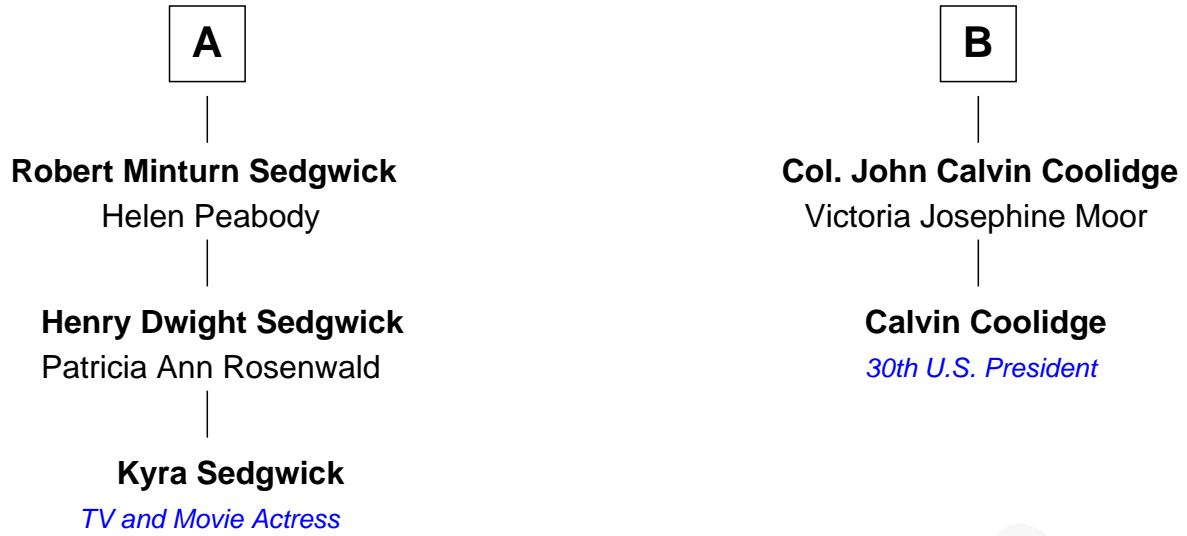 A
Robert Minturn Sedgwick
Helen Peabody
Henry Dwight Sedgwick
Patricia Ann Rosenwald
Kyra Sedgwick
TV and Movie Actress
B
Col. John Calvin Coolidge
Victoria Josephine Moor
Calvin Coolidge
30th U.S. President